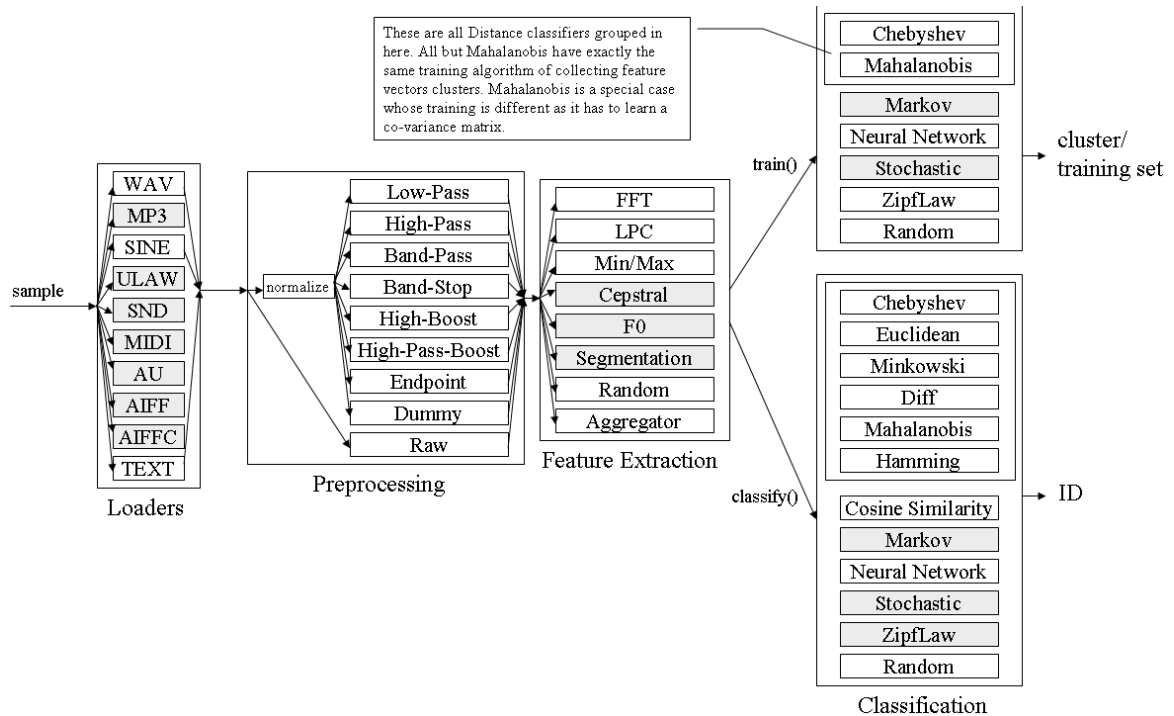 These are all Distance classifiers grouped in
here. All but Mahalanobis have exactly the
same training algorithm of collecting feature
vectors clusters. Mahalanobis is a special case
whose training is different as it has to learn a
co-variance matrix.
sample
WAV
MP3
SINE
ULAW
SND
MIDI
AU
AIFF
AIFFC
TEXT
Loaders
normalize
Low-Pass
High-Pass
Band-Pass
Band-Stop
High-Boost
High-Pass-Boost
Endpoint
Dummy
Raw
Preprocessing
FFT
LPC
Min/Max
Cepstral
F0
Segmentation
Random
Aggregator
Feature Extraction
train()
Chebyshev
Mahalanobis
Markov
Neural Network
Stochastic
ZipfLaw
Random
cluster/
training set
classify()
Chebyshev
Euclidean
Minkowski
Diff
Mahalanobis
Hamming
Cosine Similarity
Markov
Neural Network
Stochastic
ZipfLaw
Random
Classification
ID